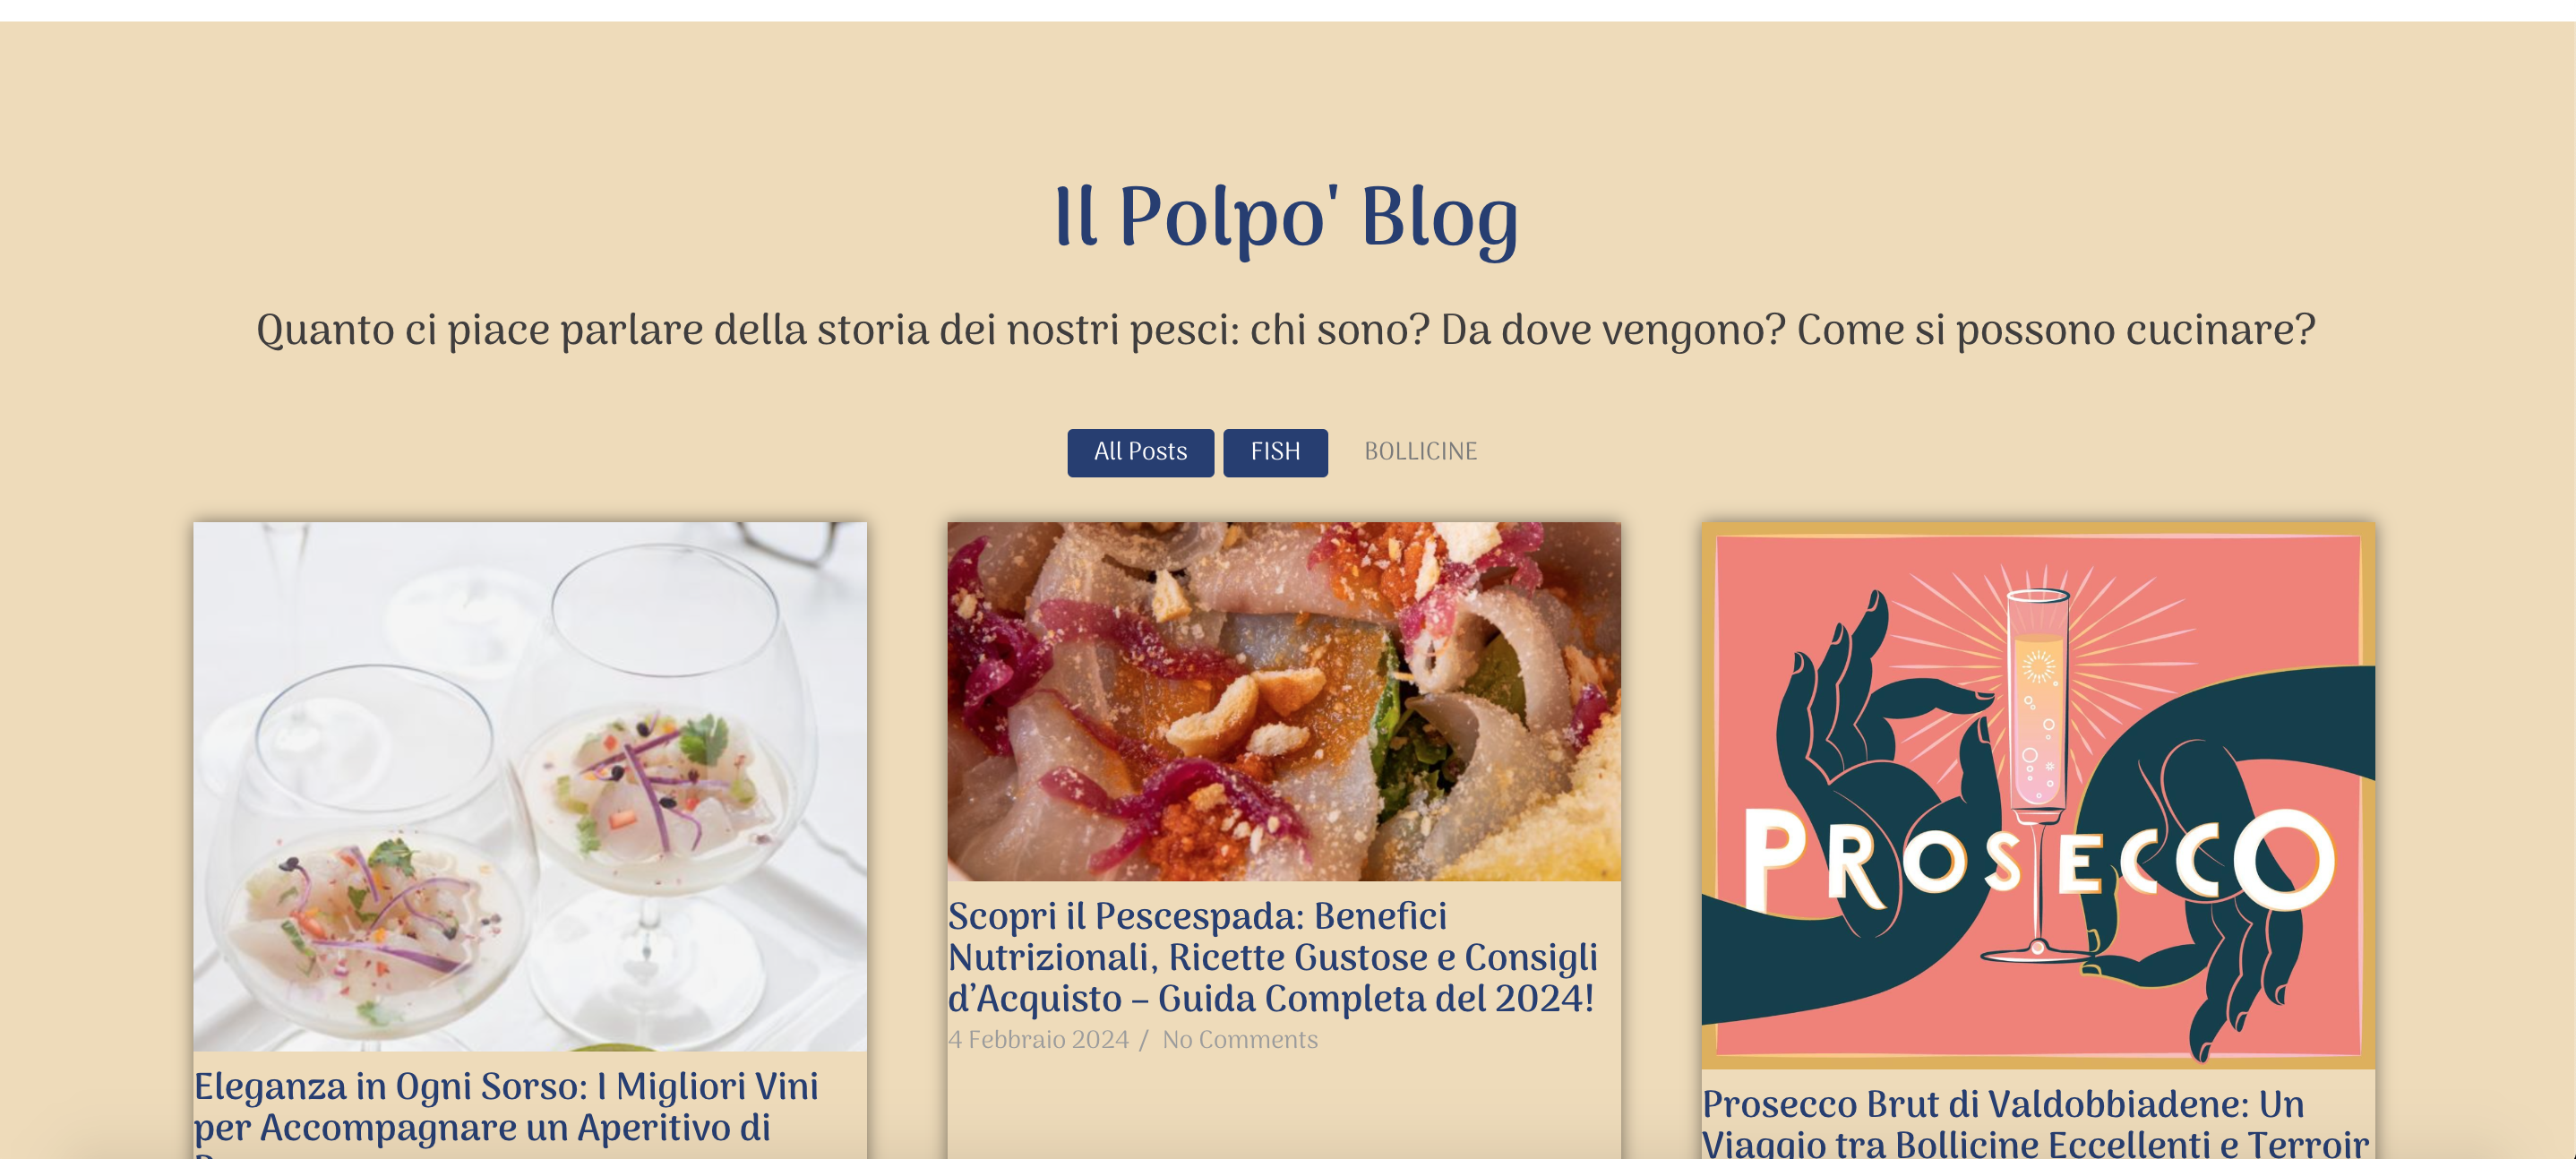 Il Polpo' Blog
Quanto ci piace parlare della storia dei nostri pesci: chi sono? Da dove vengono? Come si possono cucinare?
All Posts FISH BOLLICINE
PROSECCO
Eleganza in Ogni Sorso: I Migliori Vini
per Accompagnare un Aperitivo di
Scopri il Pescespada: Benefici
Nutrizionali, Ricette Gustose e Consigli
d’Acquisto – Guida Completa del 2024!
4 Febbraio 2024 / No Comments
Prosecco Brut di Valdobbiadene: Un
Viaggio tra Bollicine Eccellenti e Terroir